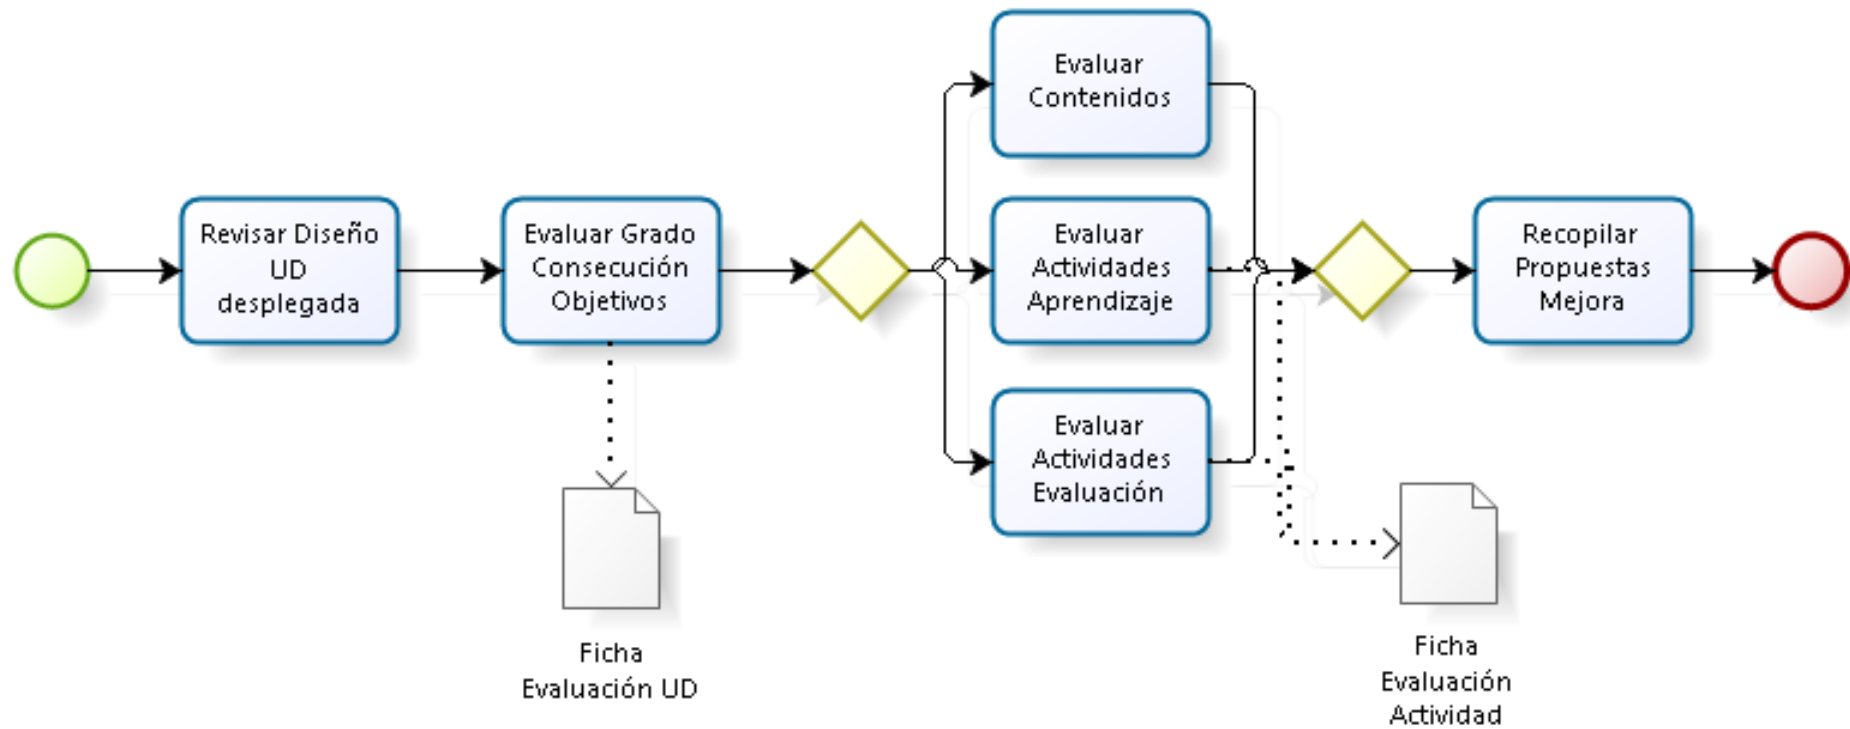 Evaluar
Contenidos
Revisar Diseño
UD
desplegada
Evaluar Grado
Consecución
Objetivos
Evaluar
Actividades
Aprendizaje
Recopilar
Propuestas
Mejora
Evaluar
Actividades
Evaluación
Ficha
Evaluación UD
Ficha
Evaluación
Actividad